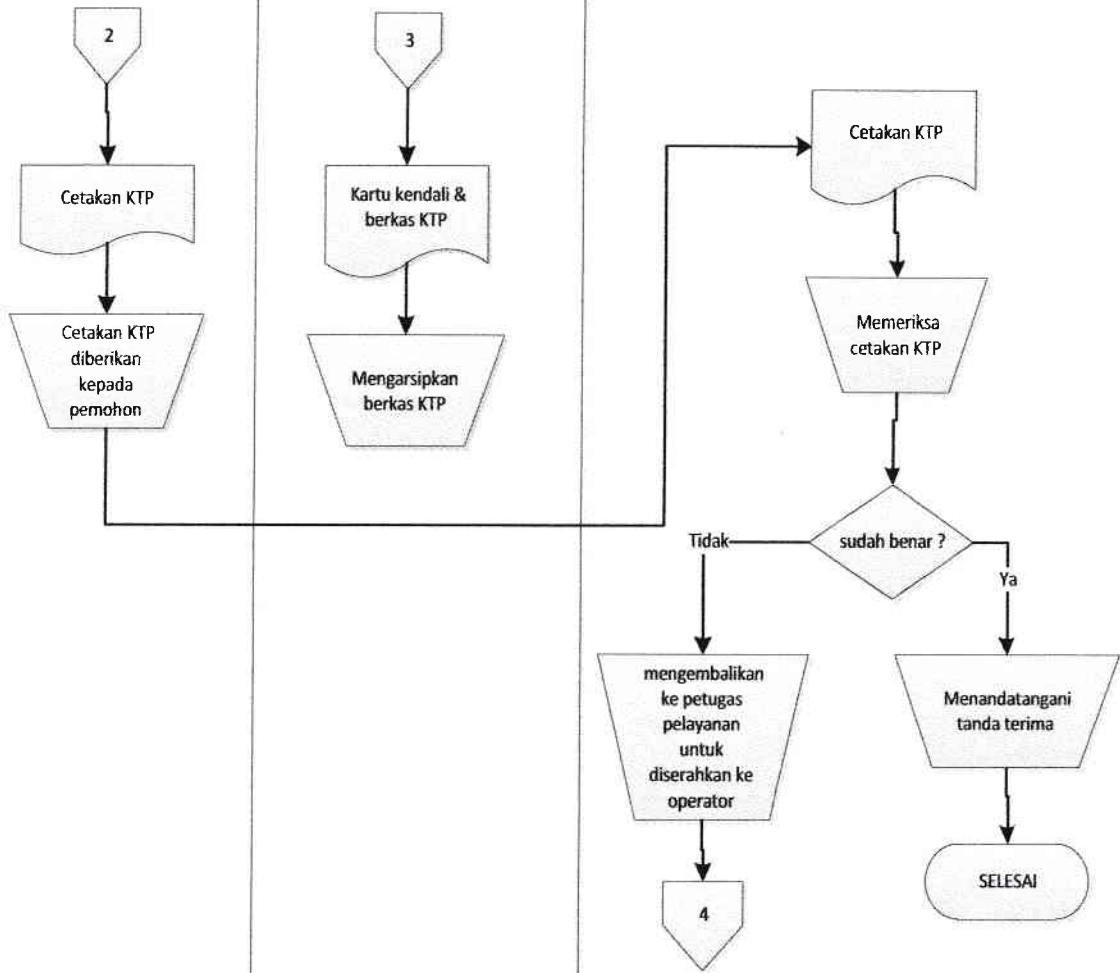 2
Cetakan KTP
Cetakan KTP
diberikan
kepada
pemohon
3
Kartu kendali &
berkas KTP
Mengarsipkan
berkas KTP
Cetakan KTP
Memeriksa
cetakan KTP
sudah benar ?
Tidak
Ya
mengembalikan
ke petugas
pelayanan
untuk
diserahkan ke
operator
4
Menandatangani
tanda terima
SELESAI